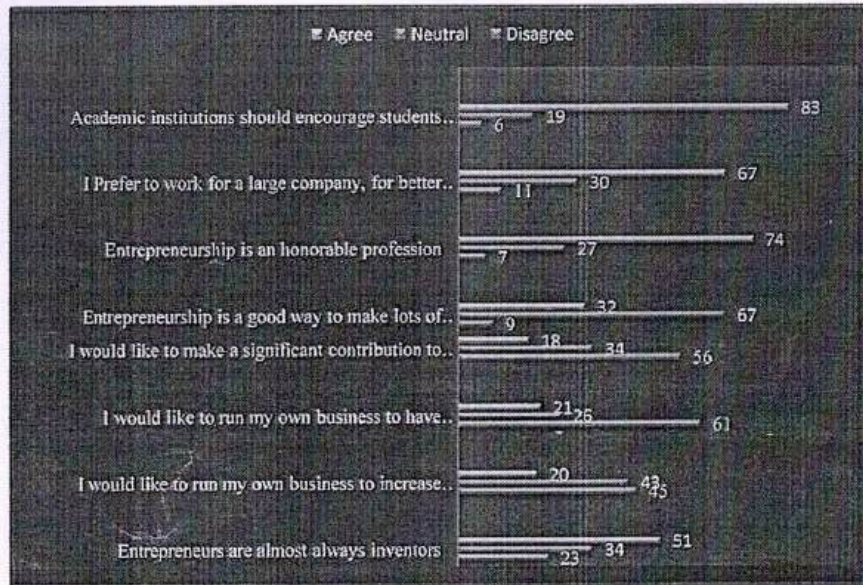 Agree Neutral Disagree
Academic institutions should encourage students..
83
19
6
I Prefer to work for a large company, for better..
67
30
11
Entrepreneurship is an honorable profession
74
27
7
Entrepreneurship is a good way to make lots of..
32
67
9
I would like to make a significant contribution to..
18
34
56
I would like to run my own business to have..
21
26
61
I would like to run my own business to increase..
20
43
45
Entrepreneurs are almost always inventors
51
34
23